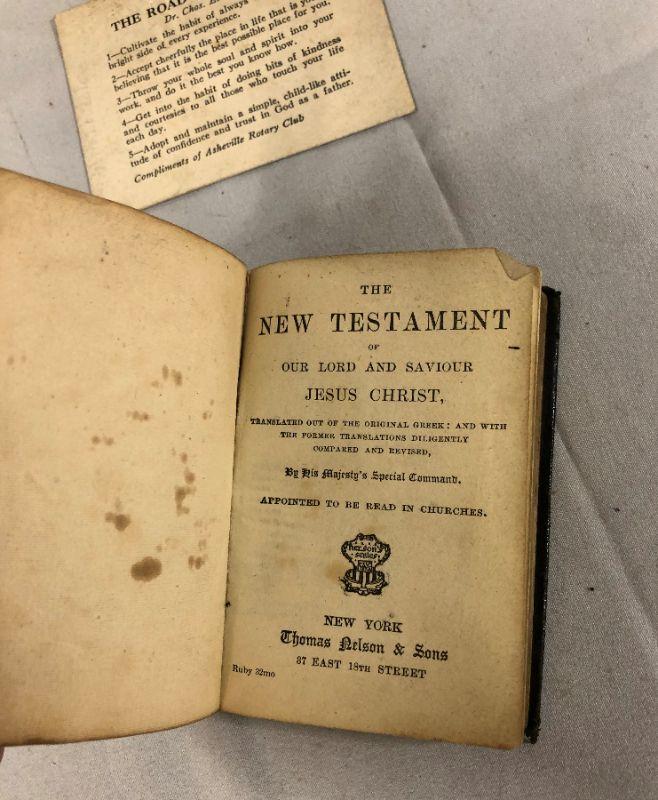 THE ROAD
Dr. Chas.
1—Cultivate the habit of always
bright side of every experience.
2—Accept cheerfully the place in life that is
believing that it is the best possible place for you.
3—Throw your whole soul and spirit into your
work, and do it the best you know how.
4—Get into the habit of doing bits of kindness
and courtesies to all those who touch your life
each day.
5—Adopt and maintain a simple, child-like atti-
tude of confidence and trust in God as a father.
Compliments of Asheville Rotary Club
THE
NEW TESTAMENT
OF
OUR LORD AND SAVIOUR
JESUS CHRIST,
TRANSLATED OUT OF THE ORIGINAL GREEK: AND WITH
THE FORMER TRANSLATIONS DILIGENTLY
COMPARED AND REVISED,
By His Majesty's Special Command.
APPOINTED TO BE READ IN CHURCHES.
Nelson
Series
NEW YORK
Thomas Nelson & Sons
37 EAST 18TH STREET
Ruby 32mo